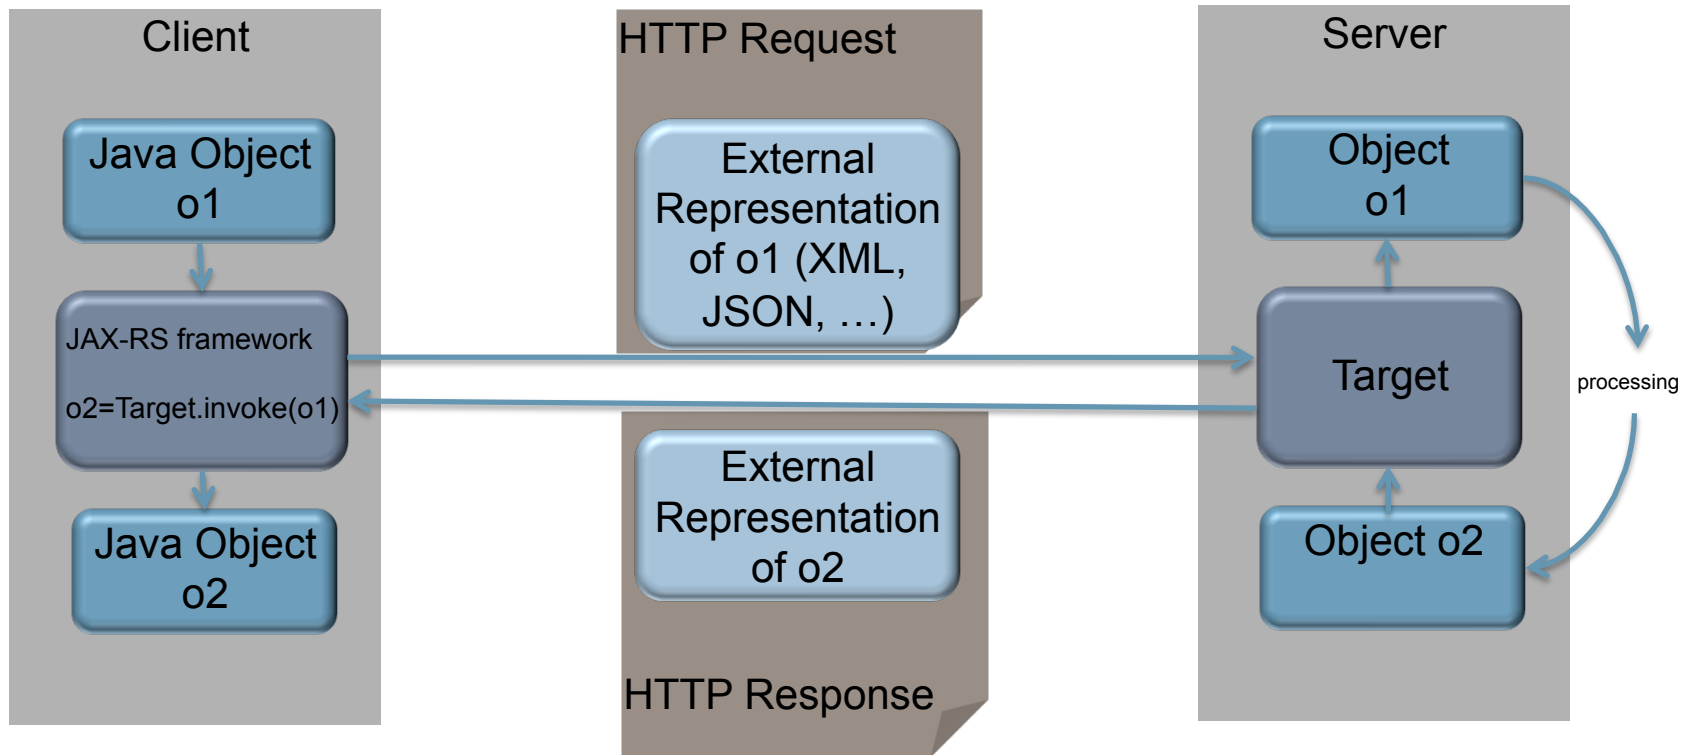 Client
Java Object
o1
JAX-RS framework
o2=Target.invoke(o1)
Java Object
o2
HTTP Request
External
Representation
of o1 (XML,
JSON, …)
External
Representation
of o2
HTTP Response
Server
Object
o1
Target
processing
Object o2